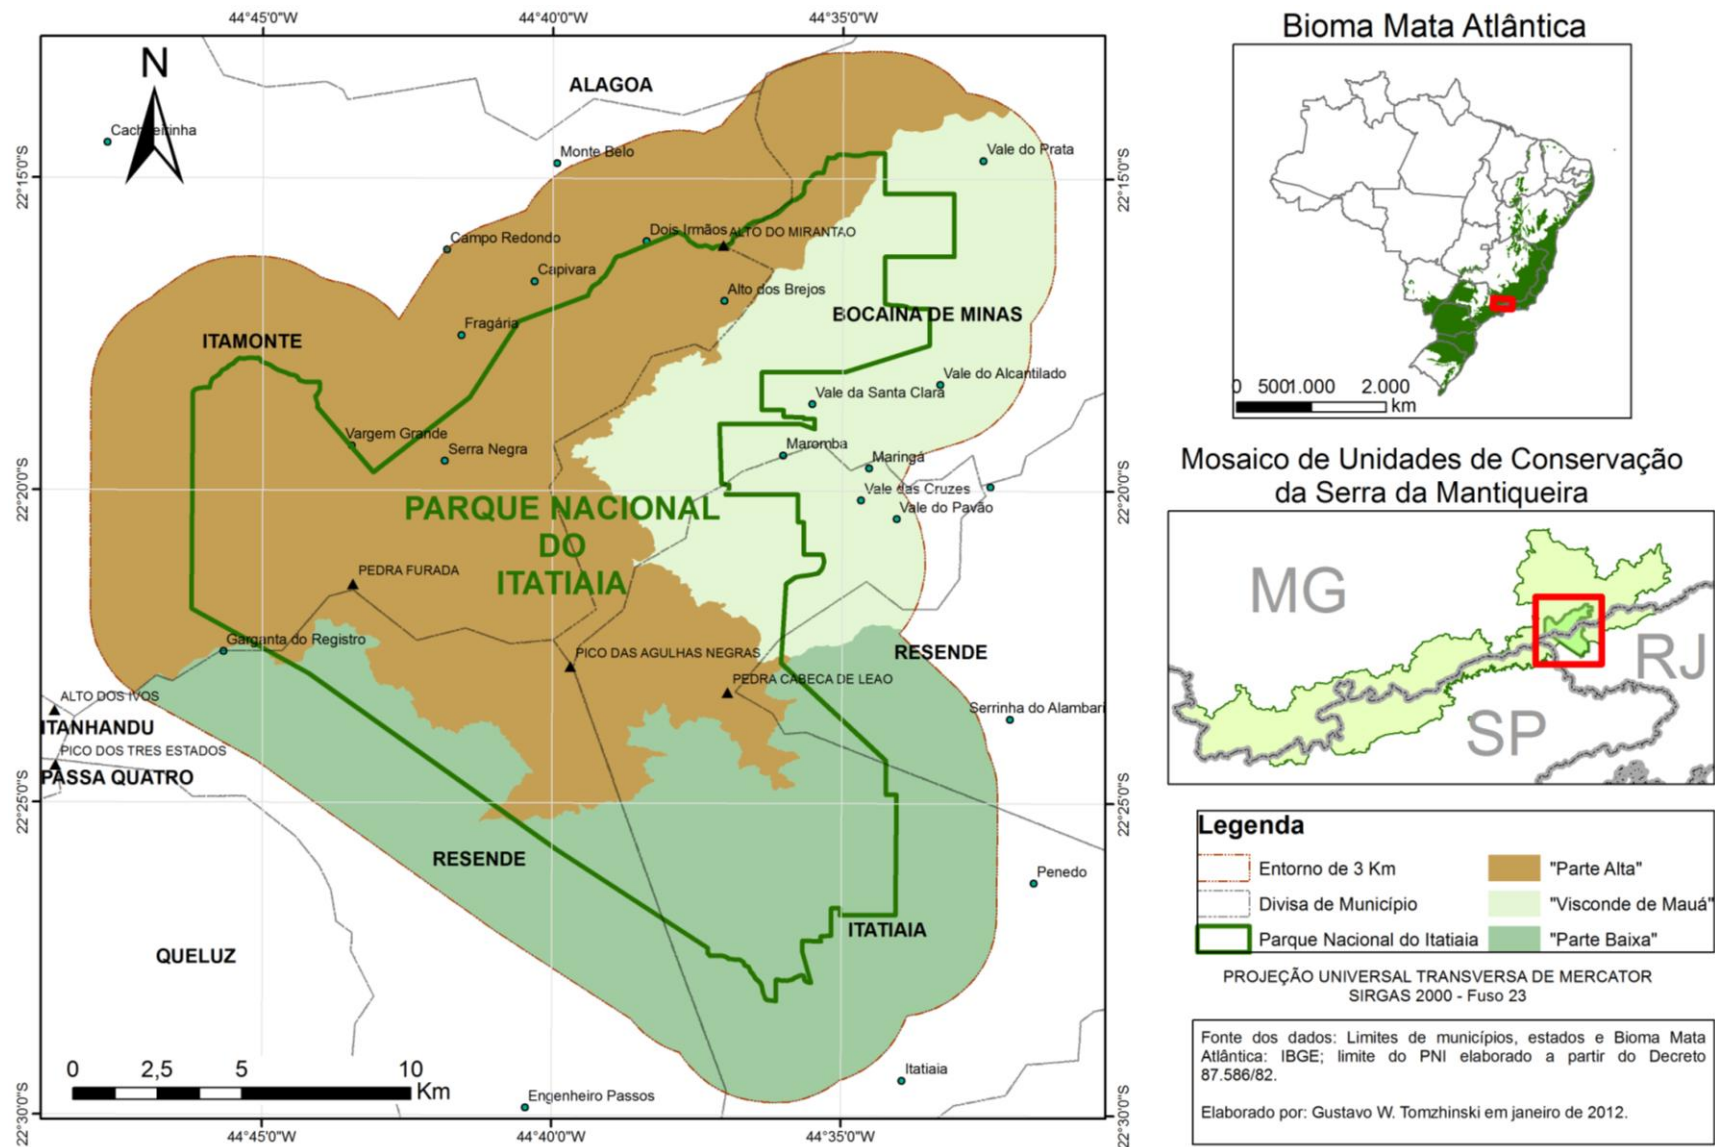 44°45'0"W
44°40'0"W
44°35'0"W
N
ALAGOA
Cachoeirinha
Monte Belo
Vale do Prata
22°15'0"S
22°15'0"S
Campo Redondo
Dois Irmãos
ALTO DO MIRANTAO
Capivara
Alto dos Brejos
BOCAINA DE MINAS
Fragária
ITAMONTE
Vale do Alcantilado
Vale da Santa Clara
Vargem Grande
Serra Negra
Maromba
Maringá
22°20'0"S
22°20'0"S
Vale das Cruzes
Vale do Pavão
PARQUE NACIONAL
DO
ITATIAIA
PEDRA FURADA
Garganta do Registro
PICO DAS AGULHAS NEGRAS
RESENDE
PEDRA CABECA DE LEAO
ALTO DOS IVOS
Serrinha do Alambari
ITANHANDU
PICO DOS TRES ESTADOS
PASSA QUATRO
22°25'0"S
22°25'0"S
RESENDE
Penedo
ITATIAIA
QUELUZ
0 2,5 5 10
Km
Itatiaia
Engenheiro Passos
22°30'0"S
22°30'0"S
44°45'0"W
44°40'0"W
44°35'0"W
Bioma Mata Atlântica
0 500 1.000 2.000
km
Mosaico de Unidades de Conservação
da Serra da Mantiqueira
MG
RJ
SP
Legenda
Entorno de 3 Km
"Parte Alta"
Divisa de Município
"Visconde de Mauá"
Parque Nacional do Itatiaia
"Parte Baixa"
PROJEÇÃO UNIVERSAL TRANSVERSA DE MERCATOR
SIRGAS 2000 - Fuso 23
Fonte dos dados: Limites de municípios, estados e Bioma Mata
Atlântica: IBGE; limite do PNI elaborado a partir do Decreto
87.586/82.
Elaborado por: Gustavo W. Tomzhinski em janeiro de 2012.